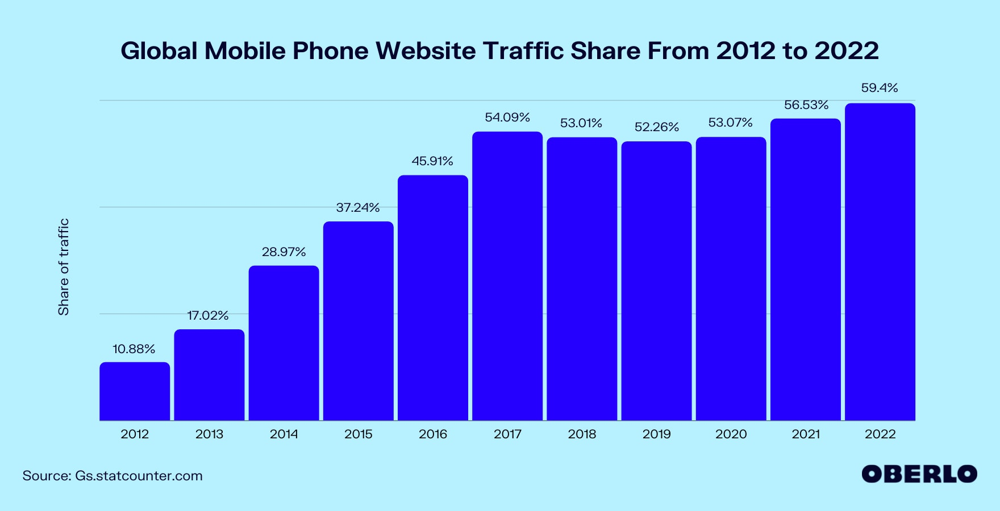 Global Mobile Phone Website Traffic Share From 2012 to 2022
Share of traffic
10.88%
17.02%
28.97%
37.24%
45.91%
54.09%
53.01%
52.26%
53.07%
56.53%
59.4%
2012 2013 2014 2015 2016 2017 2018 2019 2020 2021 2022
Source: Gs.statcounter.com
OBERLO